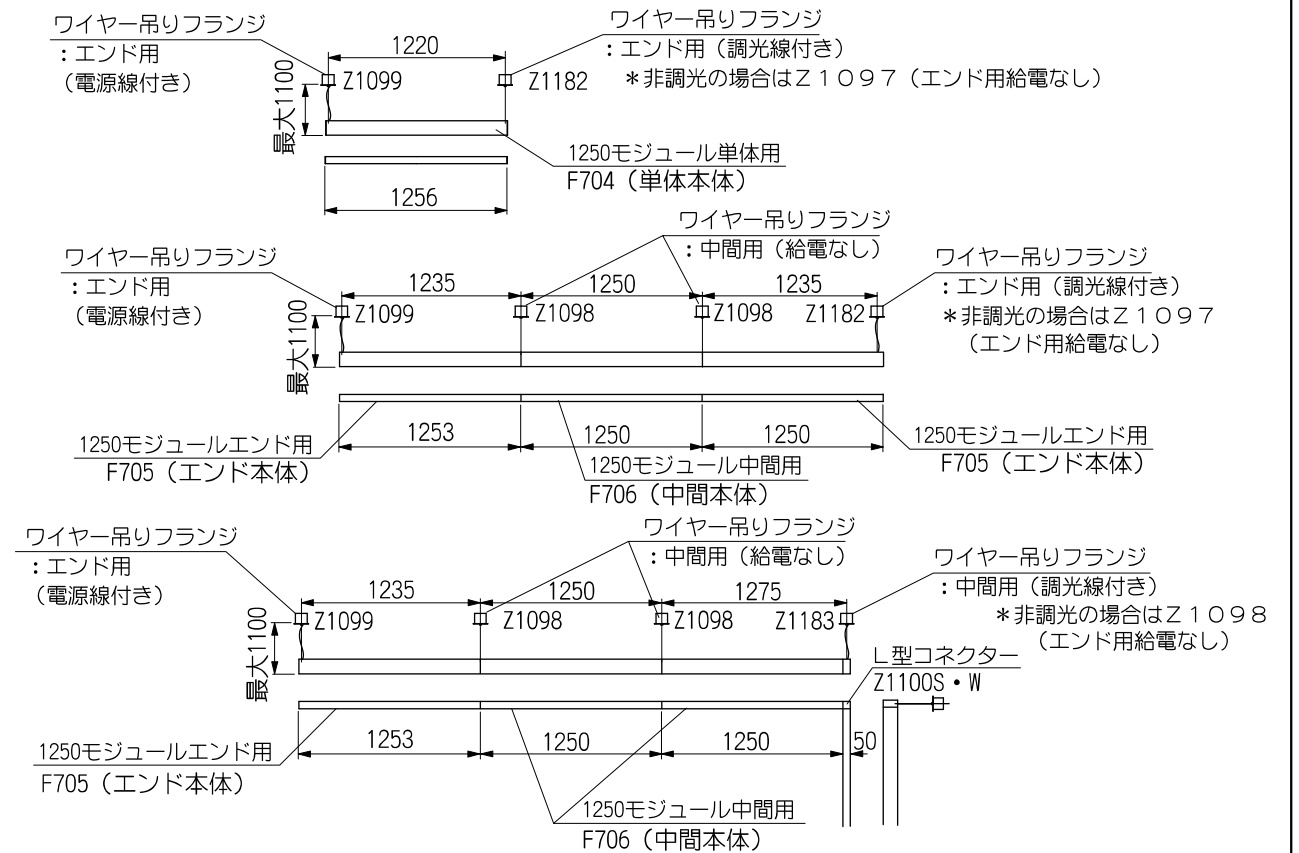 ワイヤー吊りフランジ
：エンド用
（電源線付き）
1220
Z1099
Z1182
ワイヤー吊りフランジ
：エンド用（調光線付き）
＊非調光の場合はＺ１０９７（エンド用給電なし）
最大1100
1250モジュール単体用
F704（単体本体）
1256
ワイヤー吊りフランジ
：エンド用
（電源線付き）
ワイヤー吊りフランジ
：中間用（給電なし）
ワイヤー吊りフランジ
：エンド用（調光線付き）
＊非調光の場合はＺ１０９７
（エンド用給電なし）
1235
1250
1235
Z1099
Z1098
Z1098
Z1182
最大1100
1253
1250
1250
1250モジュールエンド用
F705（エンド本体）
1250モジュール中間用
F706（中間本体）
1250モジュールエンド用
F705（エンド本体）
ワイヤー吊りフランジ
：エンド用
（電源線付き）
ワイヤー吊りフランジ
：中間用（給電なし）
ワイヤー吊りフランジ
：中間用（調光線付き）
＊非調光の場合はＺ１０９８
（エンド用給電なし）
1235
1250
1275
Z1099
Z1098
Z1098
Z1183
最大1100
Ｌ型コネクター
Z1100S・W
1253
1250
1250
50
1250モジュールエンド用
F705（エンド本体）
1250モジュール中間用
F706（中間本体）